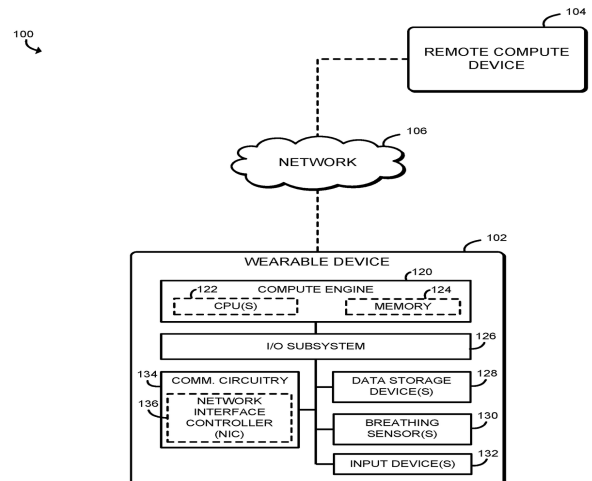 100
104
REMOTE COMPUTE
DEVICE
106
NETWORK
102
WEARABLE DEVICE
120
COMPUTE ENGINE
122
CPU(S)
124
MEMORY
I/O SUBSYSTEM
126
134
COMM. CIRCUITRY
136
NETWORK
INTERFACE
CONTROLLER
(NIC)
DATA STORAGE
DEVICE(S)
128
BREATHING
SENSOR(S)
130
INPUT DEVICE(S)
132